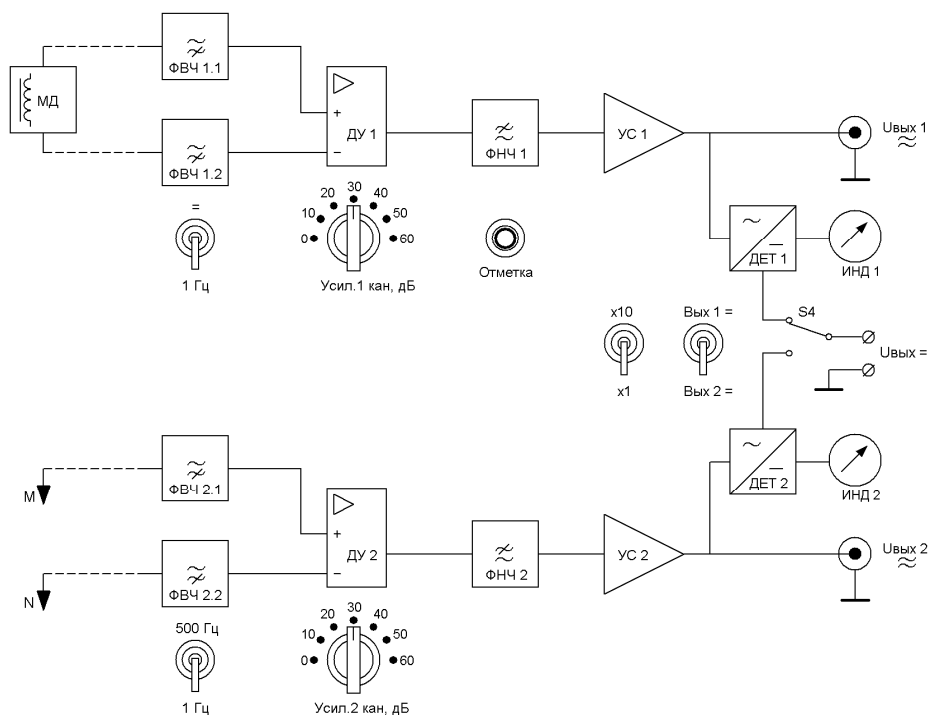 ФВЧ 1.1
МД
ФВЧ 1.2
+
−
ДУ 1
ФНЧ 1
УС 1
Uвых 1
=
1 Гц
0 10 20 30 40 50 60
Усил.1 кан, дБ
Отметка
ДЕТ 1
ИНД 1
x10
x1
Вых 1 =
Вых 2 =
S4
Uвых =
ФВЧ 2.1
M
N
ФВЧ 2.2
+
−
ДУ 2
ФНЧ 2
УС 2
ДЕТ 2
ИНД 2
Uвых 2
500 Гц
1 Гц
0 10 20 30 40 50 60
Усил.2 кан, дБ